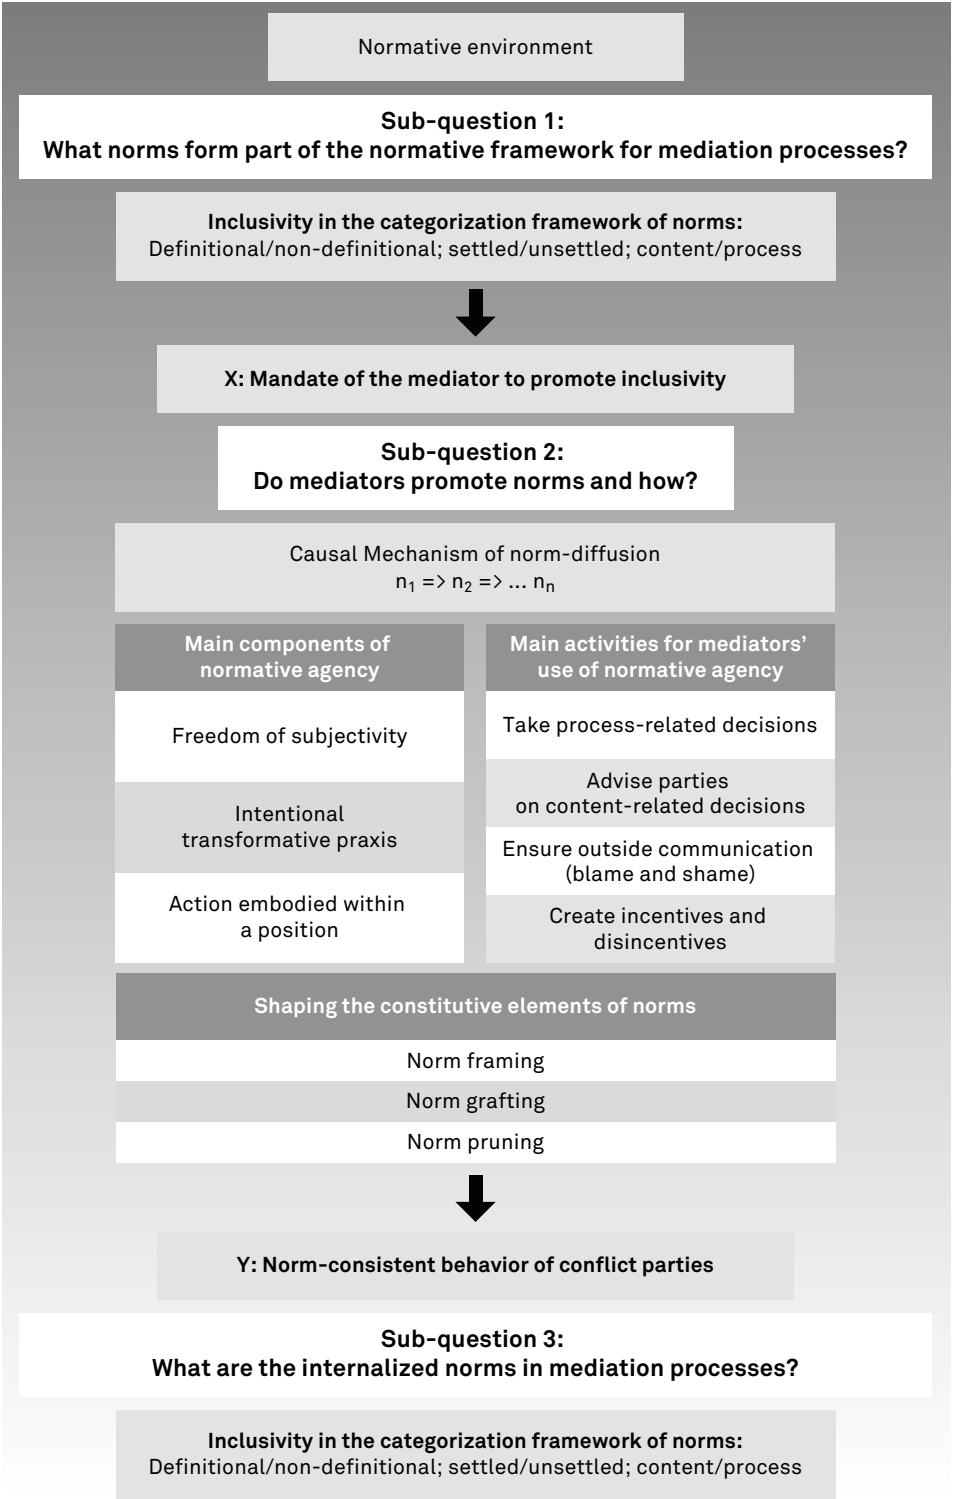 Normative environment
Sub-question 1:
What norms form part of the normative framework for mediation processes?
Inclusivity in the categorization framework of norms:
Definitional/non-definitional; settled/unsettled; content/process
X: Mandate of the mediator to promote inclusivity
Sub-question 2:
Do mediators promote norms and how?
Causal Mechanism of norm-diffusion
n₁ => n₂ => ... nₙ
Main components of
normative agency
Freedom of subjectivity
Intentional
transformative praxis
Action embodied within
a position
Main activities for mediators’
use of normative agency
Take process-related decisions
Advise parties
on content-related decisions
Ensure outside communication
(blame and shame)
Create incentives and
disincentives
Shaping the constitutive elements of norms
Norm framing
Norm grafting
Norm pruning
Y: Norm-consistent behavior of conflict parties
Sub-question 3:
What are the internalized norms in mediation processes?
Inclusivity in the categorization framework of norms:
Definitional/non-definitional; settled/unsettled; content/process